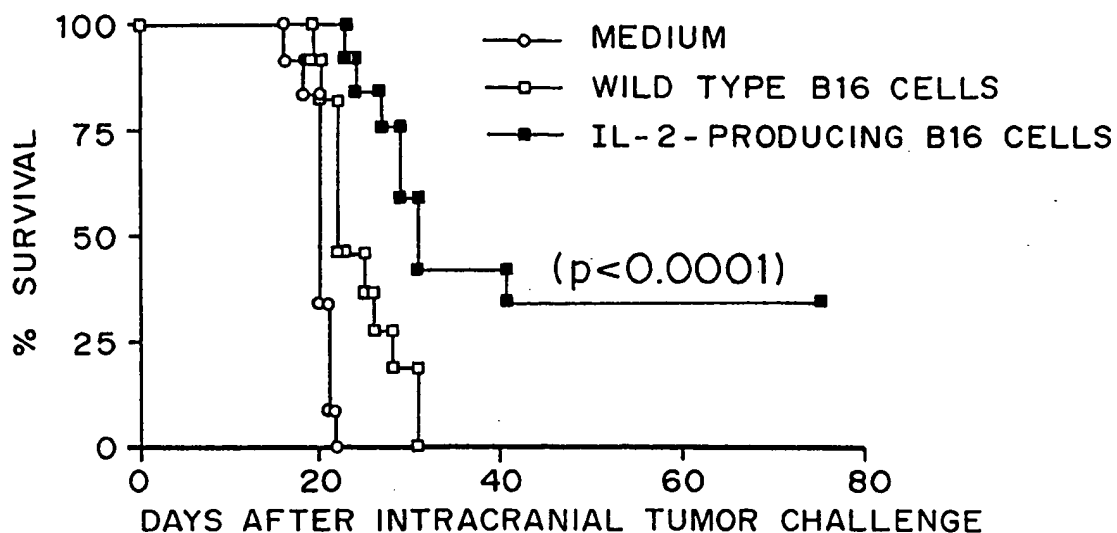 100
75
50
25
0
% SURVIVAL
MEDIUM
WILD TYPE B16 CELLS
IL-2-PRODUCING B16 CELLS
(p<0.0001)
0 20 40 60 80
DAYS AFTER INTRACRANIAL TUMOR CHALLENGE